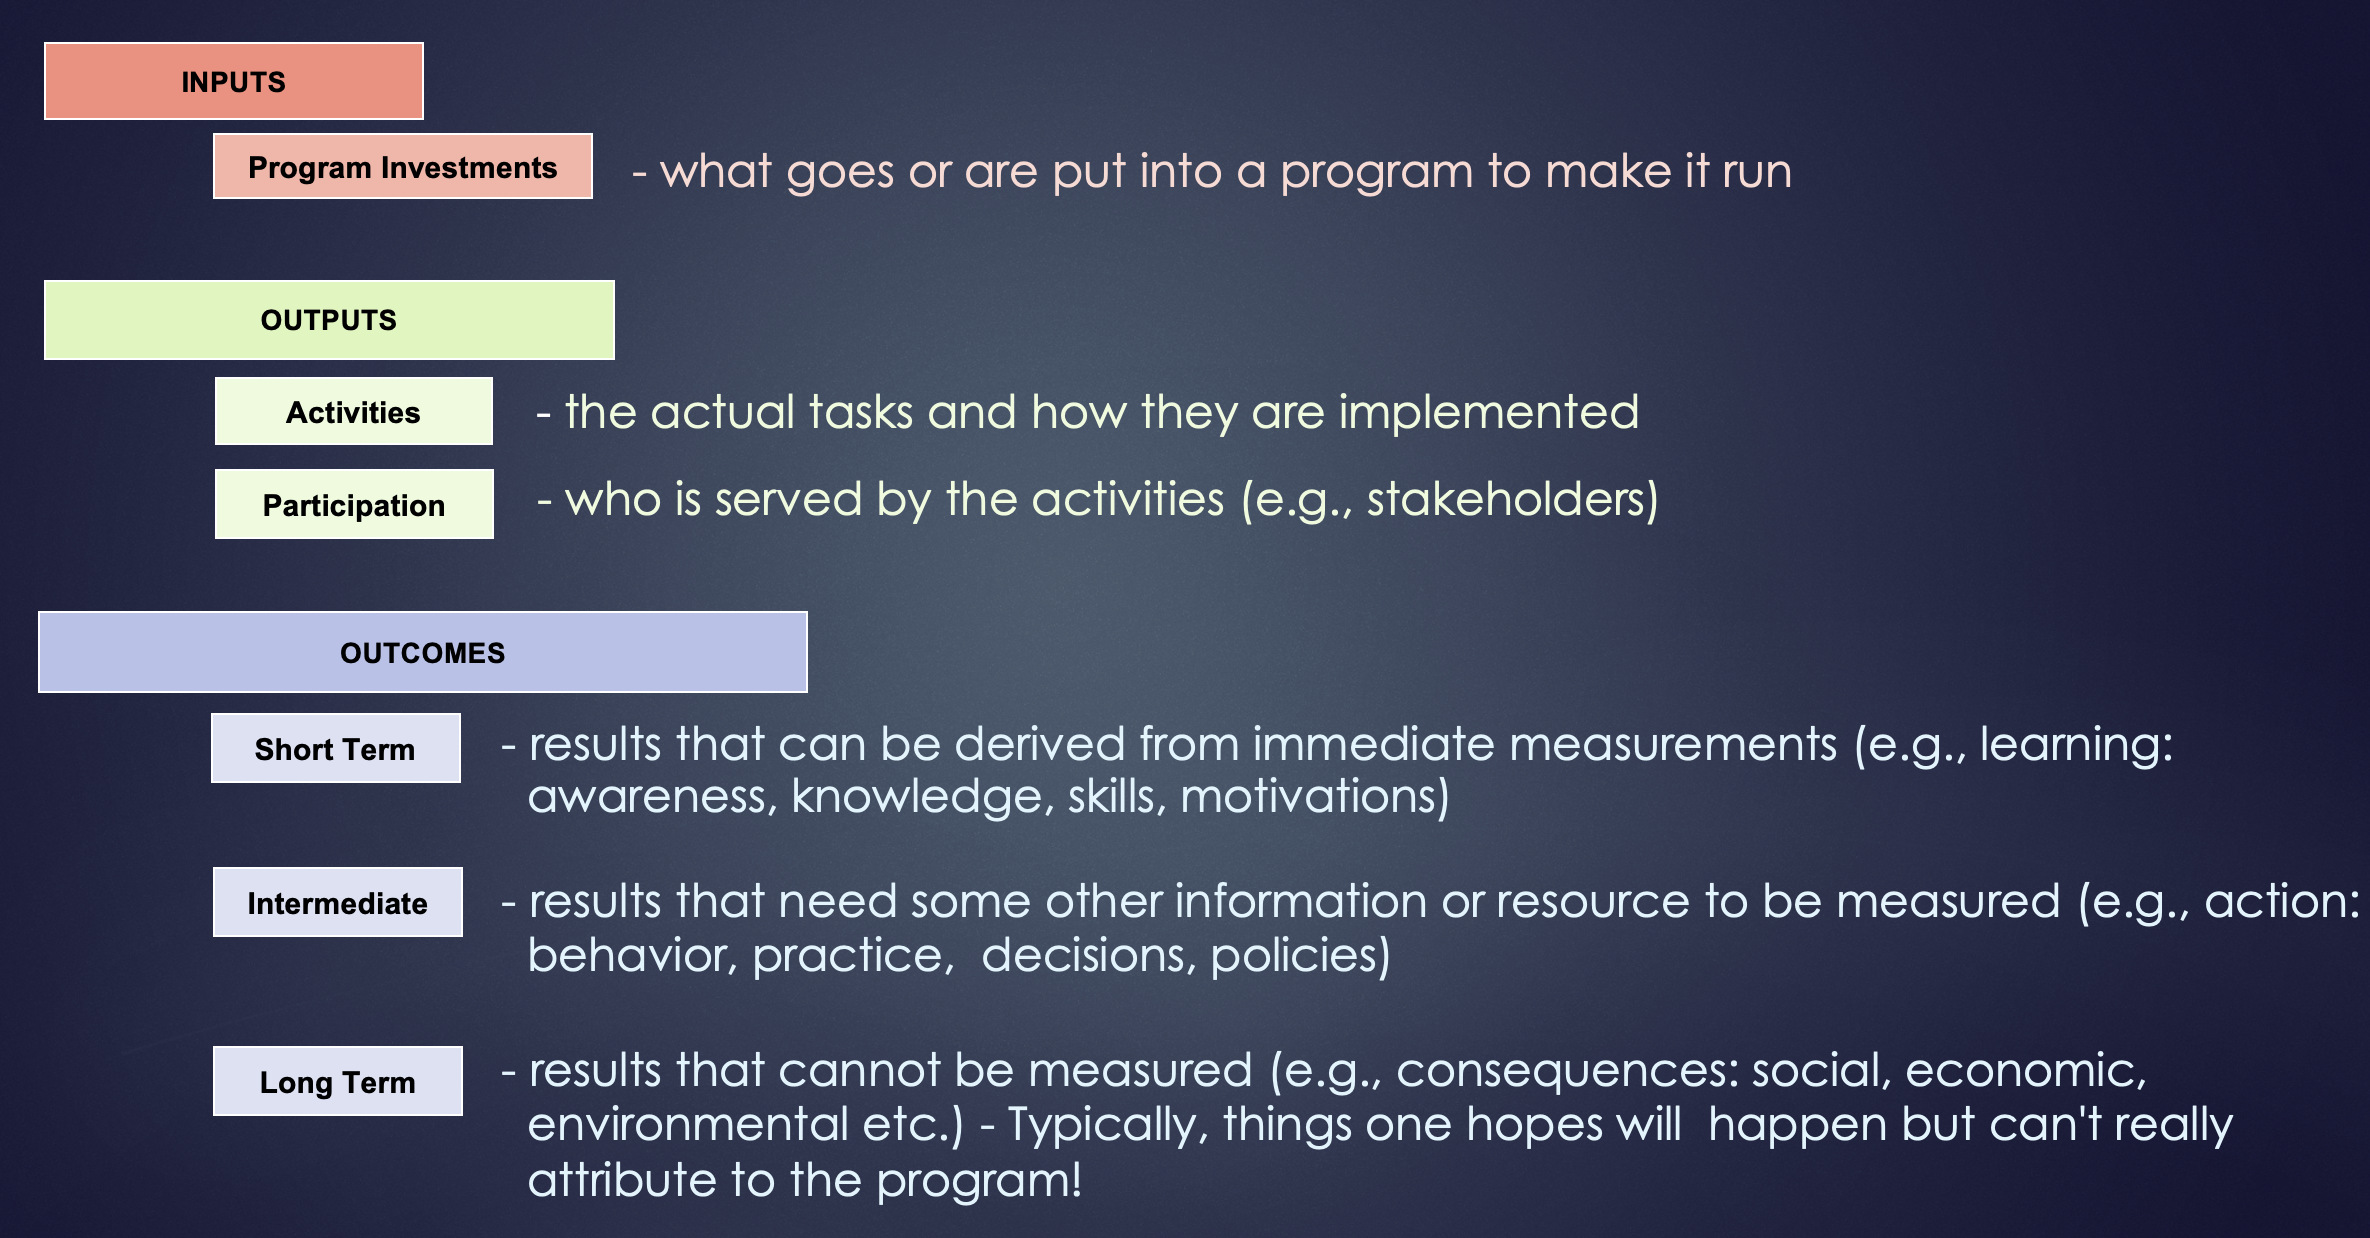 INPUTS
Program Investments
- what goes or are put into a program to make it run
OUTPUTS
Activities
- the actual tasks and how they are implemented
Participation
- who is served by the activities (e.g., stakeholders)
OUTCOMES
Short Term
- results that can be derived from immediate measurements (e.g., learning:
awareness, knowledge, skills, motivations)
Intermediate
- results that need some other information or resource to be measured (e.g., action:
behavior, practice,  decisions, policies)
Long Term
- results that cannot be measured (e.g., consequences: social, economic,
environmental etc.) - Typically, things one hopes will  happen but can't really
attribute to the program!